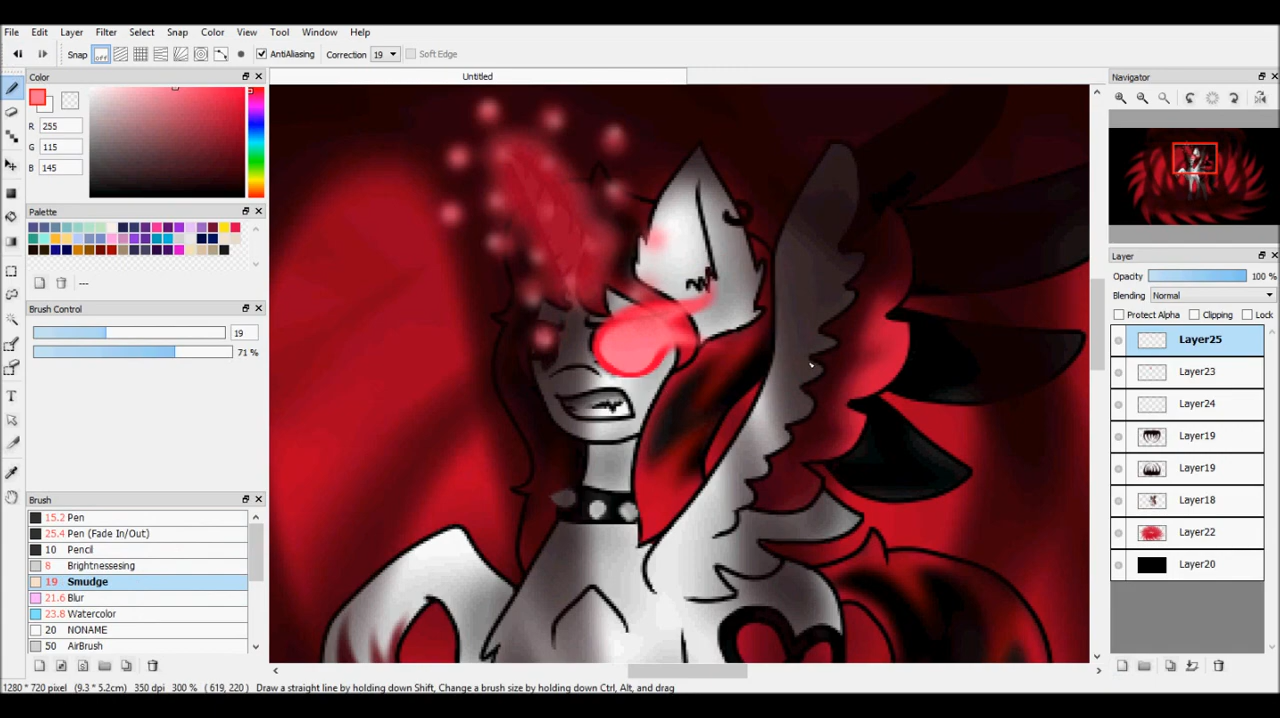 File Edit Layer Filter Select Snap Color View Tool Window Help
Snap off AntiAliasing Correction 19 Soft Edge
Color
Untitled
Navigator
R 255
G 115
B 145
Palette
---
Brush Control
19
71 %
Brush
15.2 Pen
25.4 Pen (Fade In/Out)
10 Pencil
8 Brightnessesing
19 Smudge
21.6 Blur
23.8 Watercolor
20 NONAME
50 AirBrush
Layer
Opacity 100 %
Blending Normal
Protect Alpha Clipping Lock
Layer25
Layer23
Layer24
Layer19
Layer19
Layer18
Layer22
Layer20
1280 * 720 pixel (9.3 * 5.2cm) 350 dpi 300 % ( 619, 220 ) Draw a straight line by holding down Shift, Change a brush size by holding down Ctrl, Alt, and drag